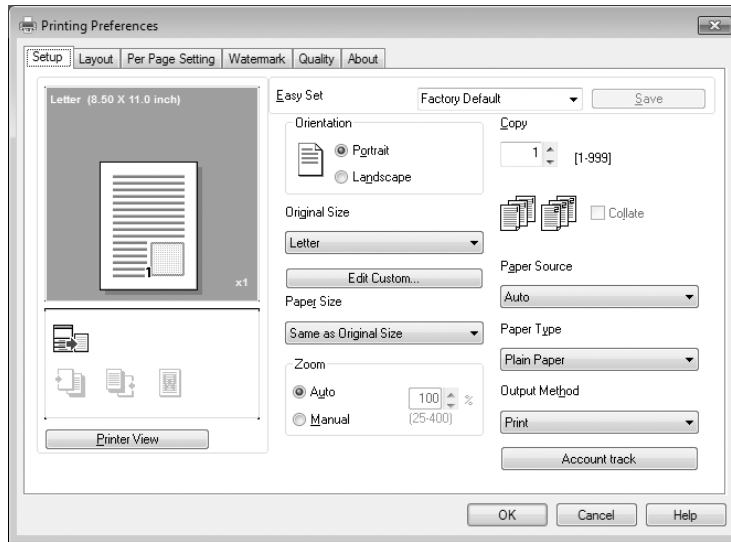 Printing Preferences
Setup Layout Per Page Setting Watermark Quality About
Letter (8.50 X 11.0 inch)
1
x1
Printer View
Easy Set Factory Default Save
Orientation
Portrait
Landscape
Original Size
Letter
Edit Custom...
Paper Size
Same as Original Size
Zoom
Auto
100 %
Manual
(25-400)
Copy
1 [1-999]
Collate
Paper Source
Auto
Paper Type
Plain Paper
Output Method
Print
Account track
OK Cancel Help